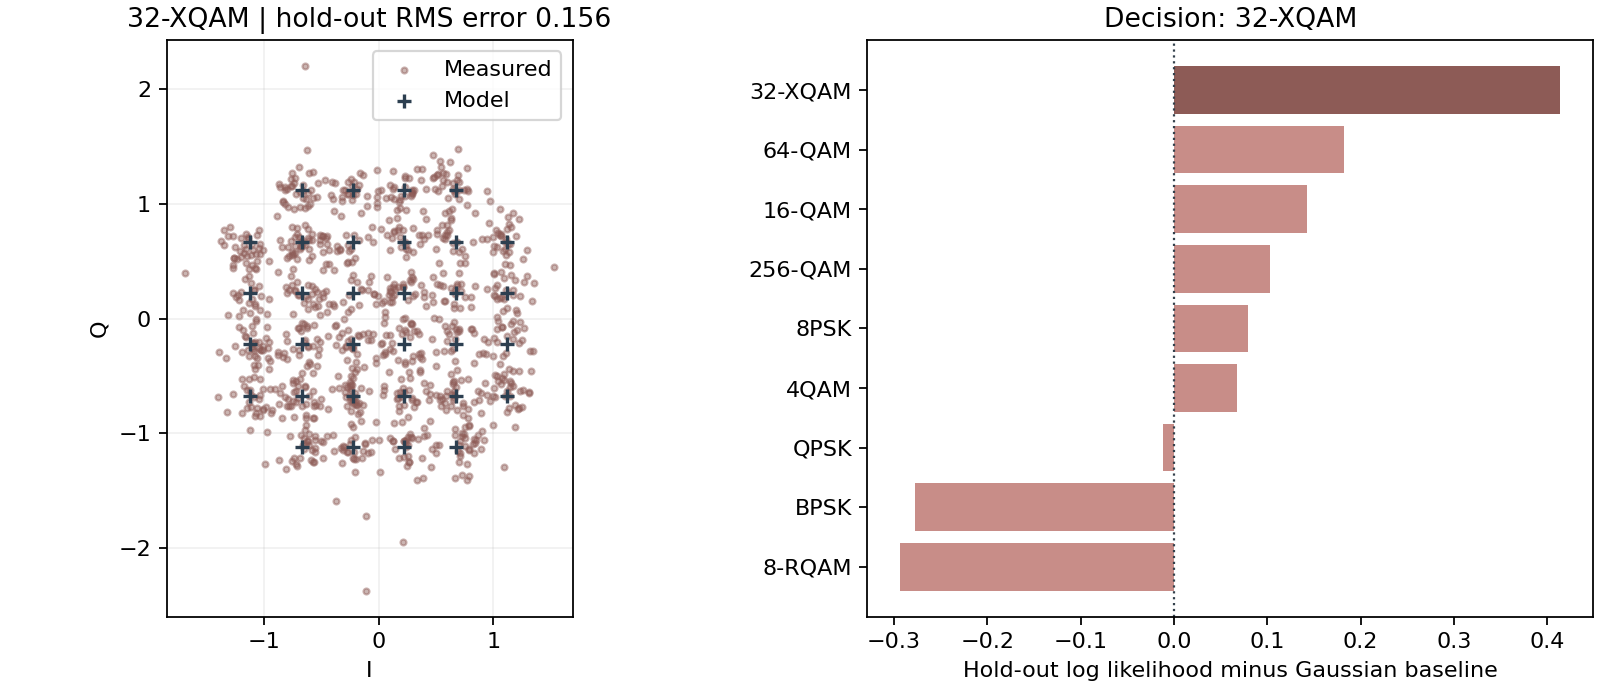 32-XQAM | hold-out RMS error 0.156
Measured
Model
2
1
0
−1
−2
Q
−1
0
1
I
Decision: 32-XQAM
32-XQAM
64-QAM
16-QAM
256-QAM
8PSK
4QAM
QPSK
BPSK
8-RQAM
−0.3
−0.2
−0.1
0.0
0.1
0.2
0.3
0.4
Hold-out log likelihood minus Gaussian baseline